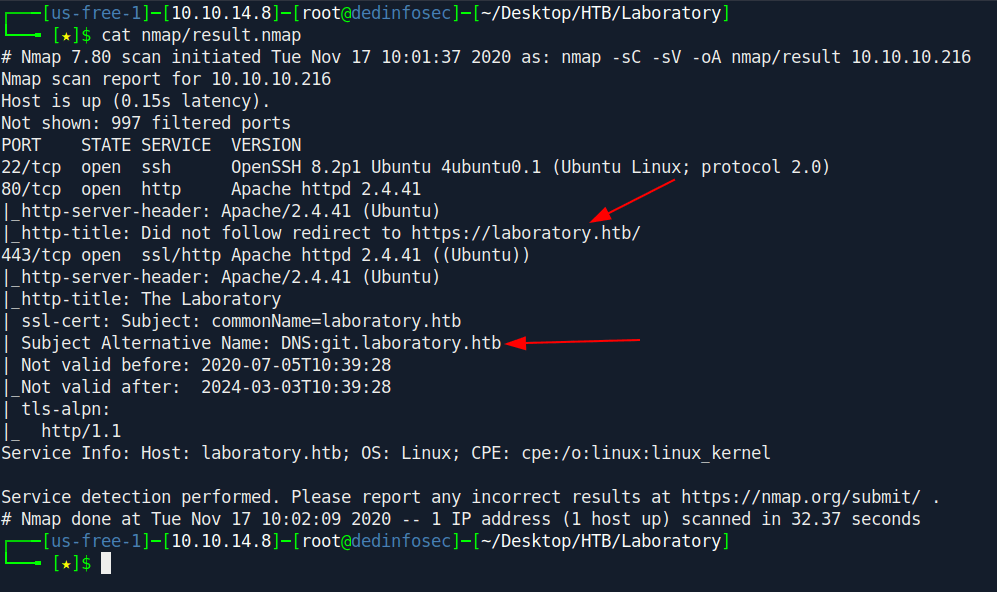 ┌──[us-free-1]─[10.10.14.8]─[root@dedinfosec]─[~/Desktop/HTB/Laboratory]
└──╼ [★]$ cat nmap/result.nmap
# Nmap 7.80 scan initiated Tue Nov 17 10:01:37 2020 as: nmap -sC -sV -oA nmap/result 10.10.10.216
Nmap scan report for 10.10.10.216
Host is up (0.15s latency).
Not shown: 997 filtered ports
PORT    STATE SERVICE  VERSION
22/tcp  open  ssh      OpenSSH 8.2p1 Ubuntu 4ubuntu0.1 (Ubuntu Linux; protocol 2.0)
80/tcp  open  http     Apache httpd 2.4.41
|_http-server-header: Apache/2.4.41 (Ubuntu)
|_http-title: Did not follow redirect to https://laboratory.htb/
443/tcp open  ssl/http Apache httpd 2.4.41 ((Ubuntu))
|_http-server-header: Apache/2.4.41 (Ubuntu)
|_http-title: The Laboratory
| ssl-cert: Subject: commonName=laboratory.htb
| Subject Alternative Name: DNS:git.laboratory.htb
| Not valid before: 2020-07-05T10:39:28
|_Not valid after:  2024-03-03T10:39:28
| tls-alpn:
|_  http/1.1
Service Info: Host: laboratory.htb; OS: Linux; CPE: cpe:/o:linux:linux_kernel

Service detection performed. Please report any incorrect results at https://nmap.org/submit/ .
# Nmap done at Tue Nov 17 10:02:09 2020 -- 1 IP address (1 host up) scanned in 32.37 seconds
┌──[us-free-1]─[10.10.14.8]─[root@dedinfosec]─[~/Desktop/HTB/Laboratory]
└──╼ [★]$